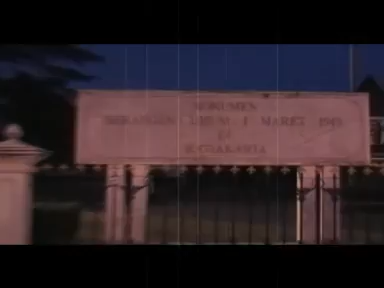 MONUMEN
SERANGAN UMUM 1 MARET 1949
DI
YOGYAKARTA